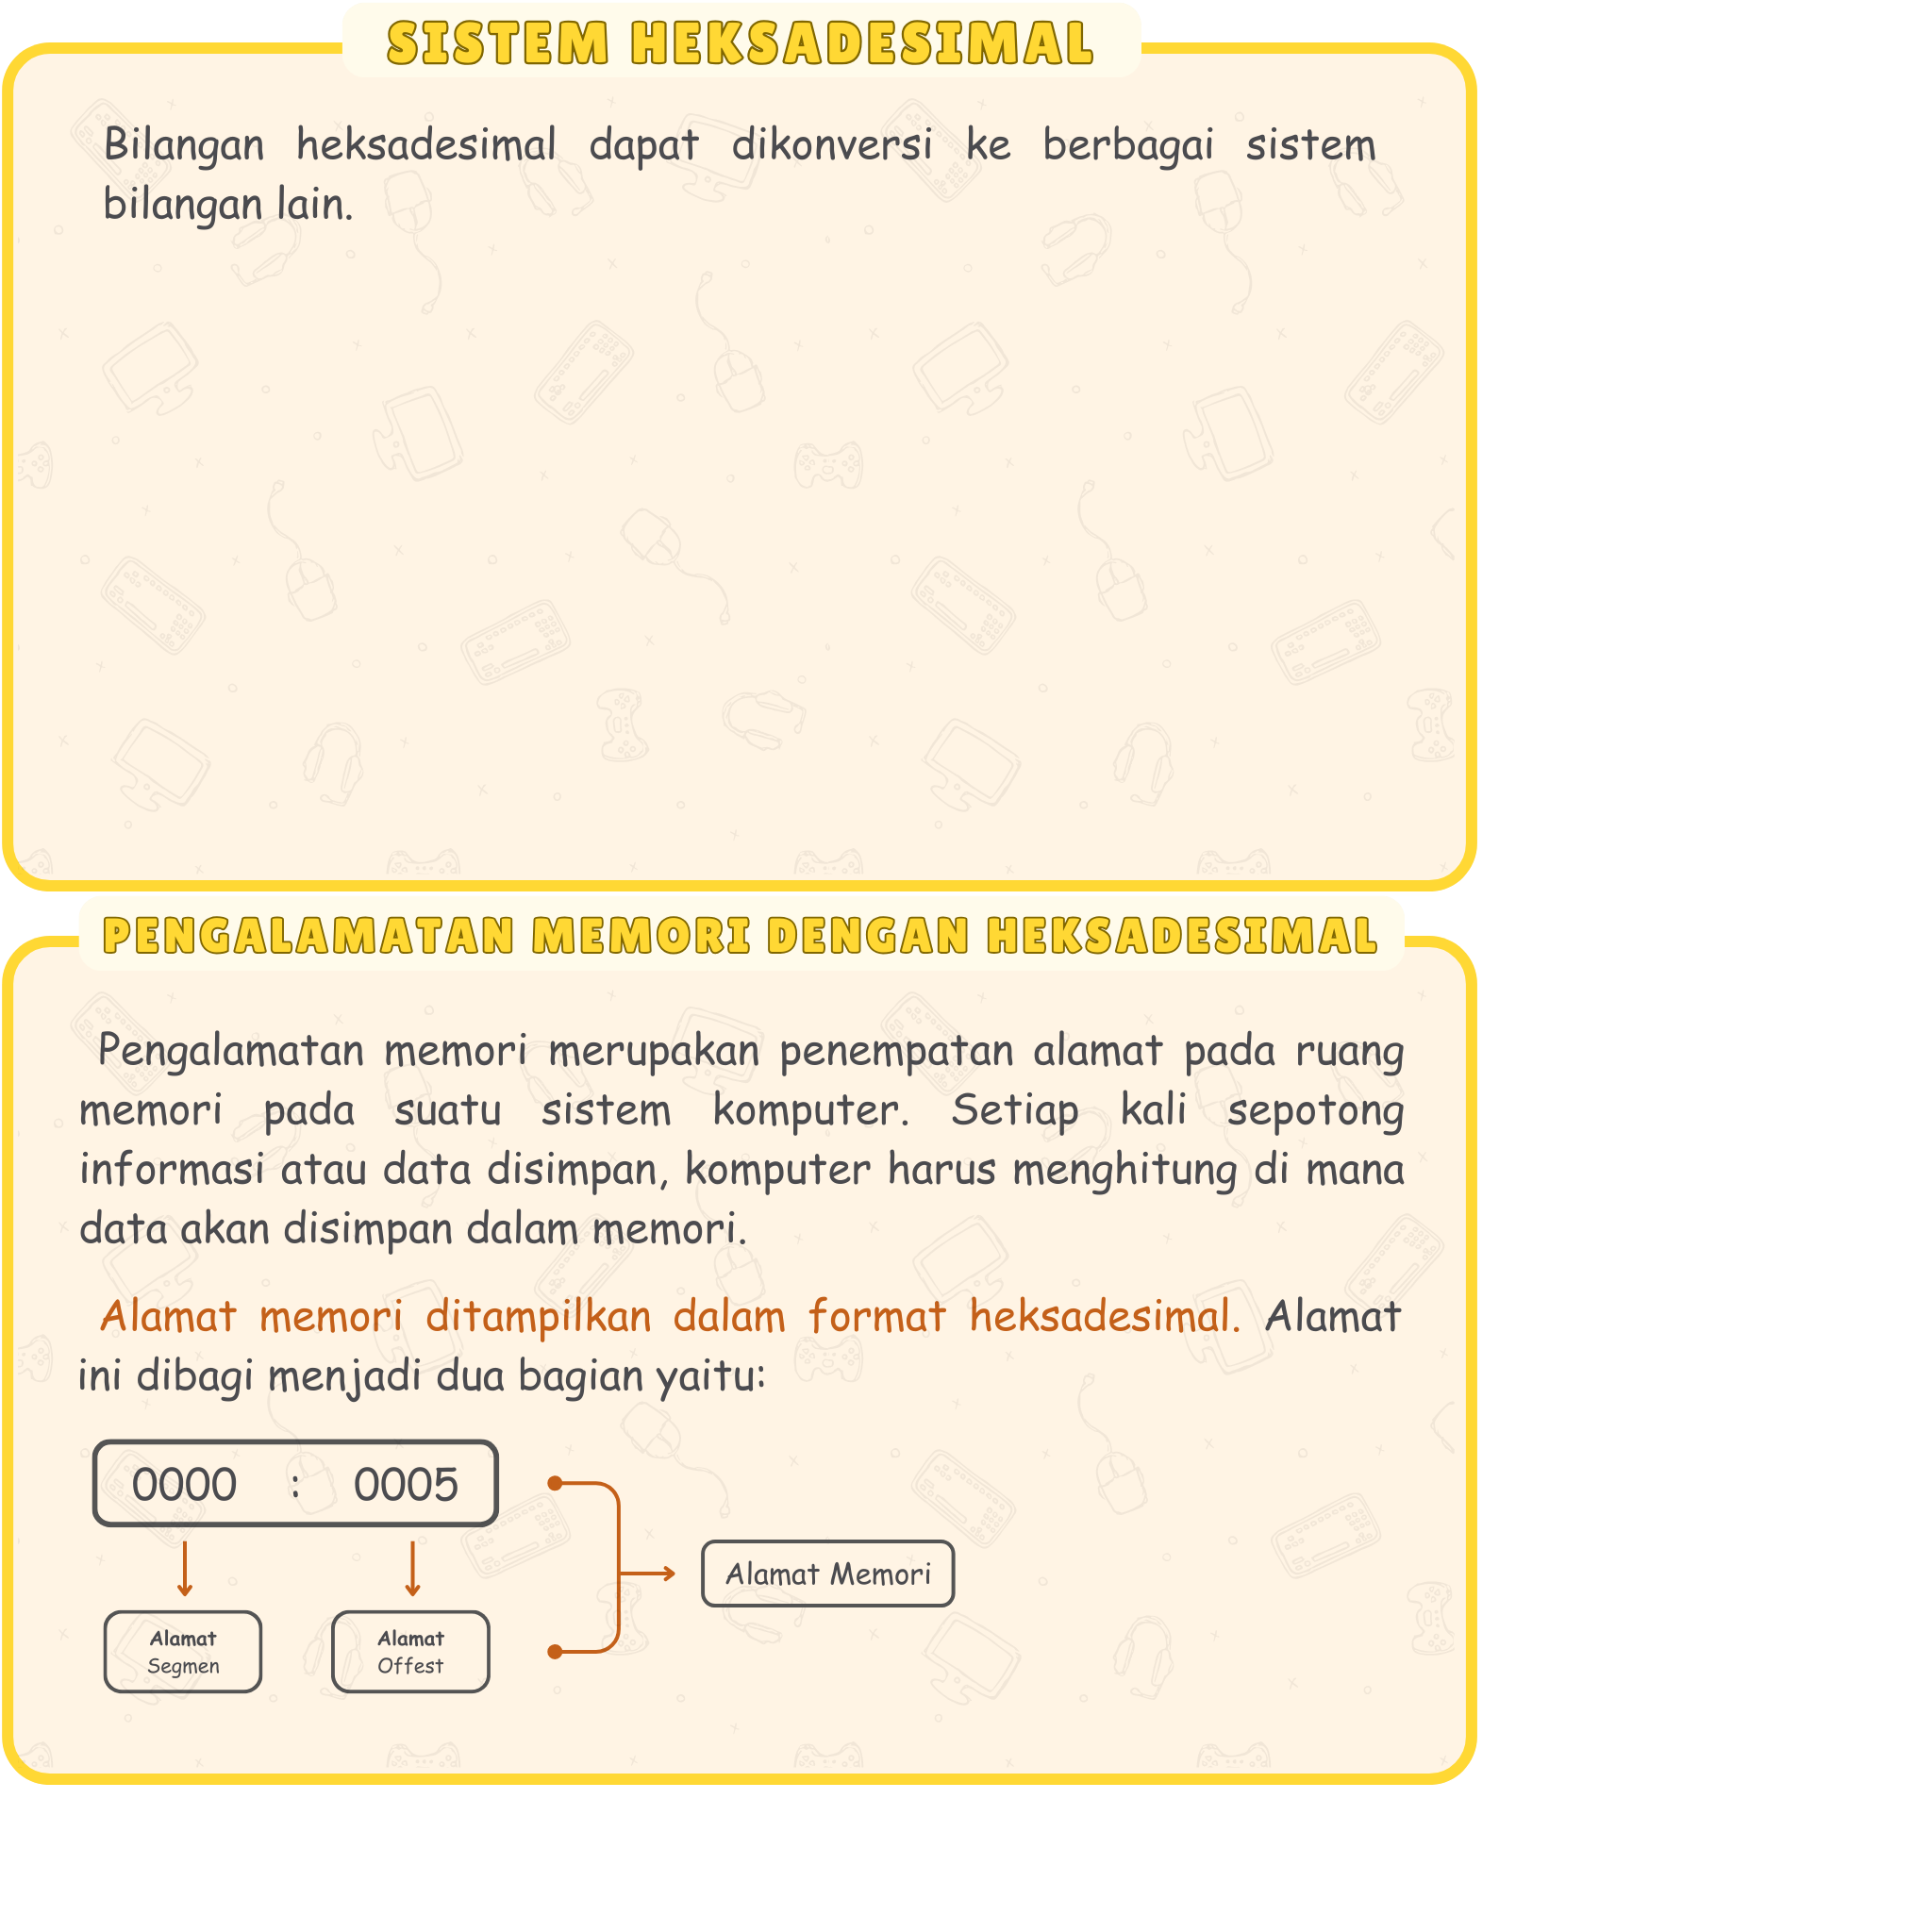 SISTEM HEKSADESIMAL
Bilangan heksadesimal dapat dikonversi ke berbagai sistem
bilangan lain.
PENGALAMATAN MEMORI DENGAN HEKSADESIMAL
Pengalamatan memori merupakan penempatan alamat pada ruang
memori pada suatu sistem komputer. Setiap kali sepotong
informasi atau data disimpan, komputer harus menghitung di mana
data akan disimpan dalam memori.
Alamat memori ditampilkan dalam format heksadesimal. Alamat
ini dibagi menjadi dua bagian yaitu:
0000 : 0005
Alamat Memori
Alamat
Segmen
Alamat
Offest